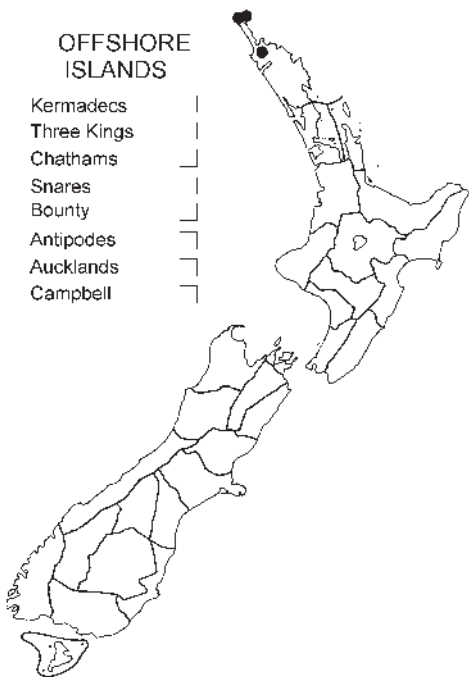 OFFSHORE
ISLANDS
Kermadecs
Three Kings
Chathams
Snares
Bounty
Antipodes
Aucklands
Campbell